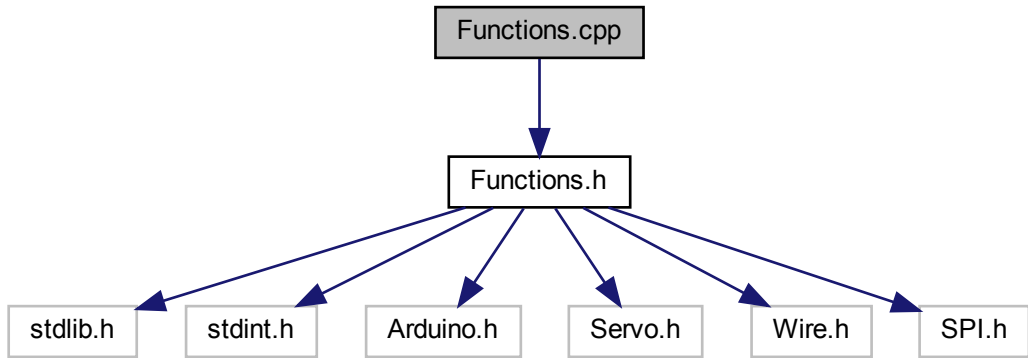 Functions.cpp
Functions.h
stdlib.h
stdint.h
Arduino.h
Servo.h
Wire.h
SPI.h